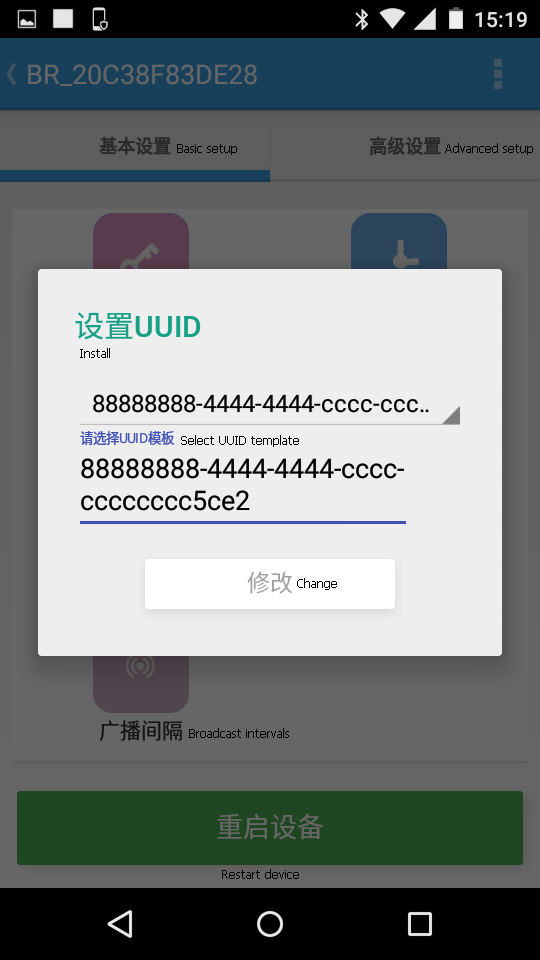 15:19
BR_20C38F83DE28
基本设置 Basic setup
高级设置 Advanced setup
设置UUID
Install
88888888-4444-4444-cccc-ccc..
请选择UUID模板 Select UUID template
88888888-4444-4444-cccc-
cccccccc5ce2
修改 Change
广播间隔 Broadcast intervals
重启设备
Restart device